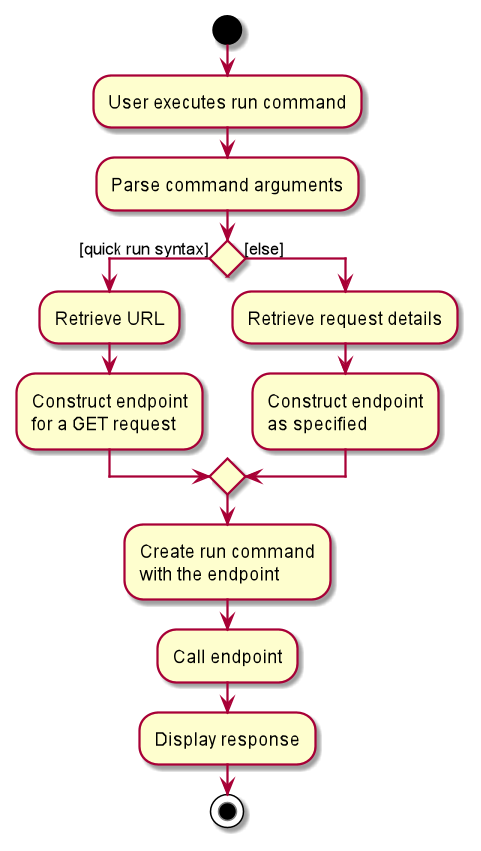 User executes run command
Parse command arguments
[quick run syntax]
[else]
Retrieve URL
Retrieve request details
Construct endpoint
for a GET request
Construct endpoint
as specified
Create run command
with the endpoint
Call endpoint
Display response